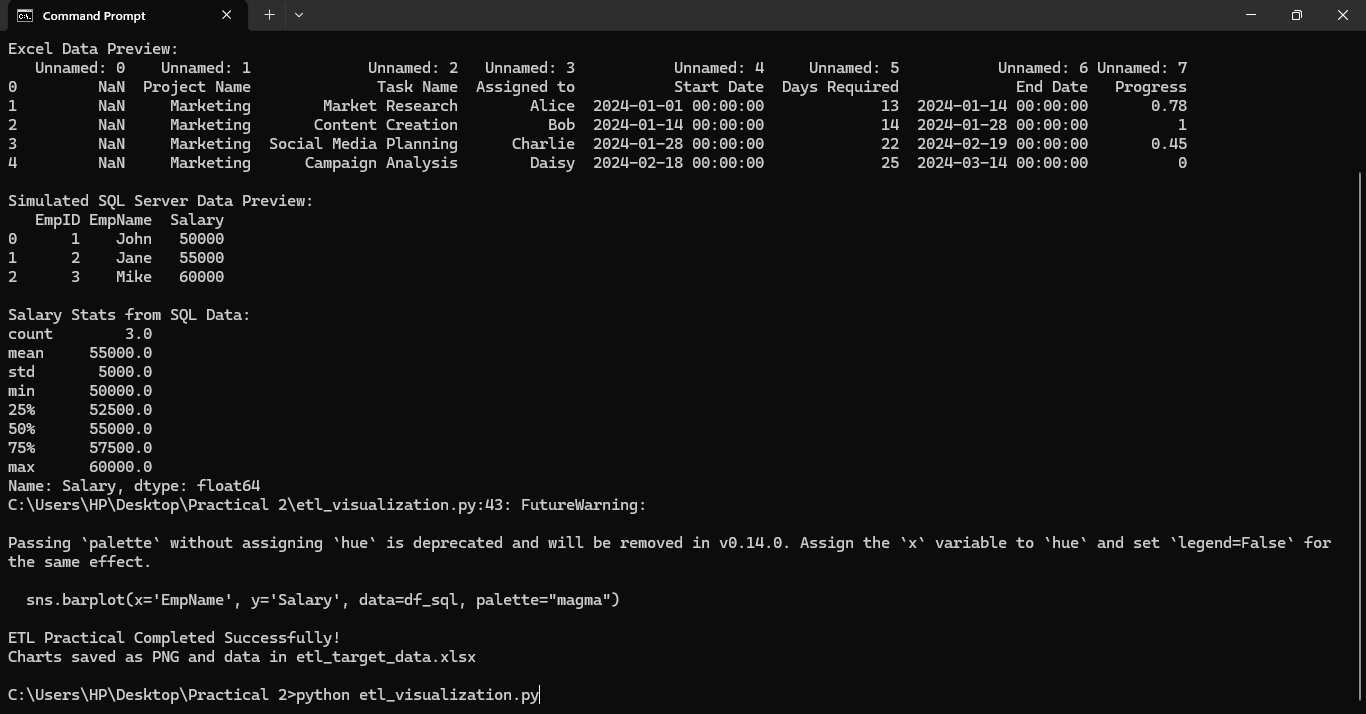 Command Prompt
Excel Data Preview:
   Unnamed: 0    Unnamed: 1             Unnamed: 2   Unnamed: 3           Unnamed: 4     Unnamed: 5           Unnamed: 6 Unnamed: 7
0         NaN  Project Name              Task Name  Assigned to           Start Date  Days Required             End Date   Progress
1         NaN     Marketing        Market Research        Alice  2024-01-01 00:00:00             13  2024-01-14 00:00:00       0.78
2         NaN     Marketing       Content Creation          Bob  2024-01-14 00:00:00             14  2024-01-28 00:00:00          1
3         NaN     Marketing  Social Media Planning      Charlie  2024-01-28 00:00:00             22  2024-02-19 00:00:00       0.45
4         NaN     Marketing      Campaign Analysis        Daisy  2024-02-18 00:00:00             25  2024-03-14 00:00:00          0
Simulated SQL Server Data Preview:
   EmpID EmpName  Salary
0      1    John   50000
1      2    Jane   55000
2      3    Mike   60000
Salary Stats from SQL Data:
count        3.0
mean     55000.0
std       5000.0
min      50000.0
25%      52500.0
50%      55000.0
75%      57500.0
max      60000.0
Name: Salary, dtype: float64
C:\Users\HP\Desktop\Practical 2\etl_visualization.py:43: FutureWarning:
Passing `palette` without assigning `hue` is deprecated and will be removed in v0.14.0. Assign the `x` variable to `hue` and set `legend=False` for
the same effect.
  sns.barplot(x='EmpName', y='Salary', data=df_sql, palette="magma")
ETL Practical Completed Successfully!
Charts saved as PNG and data in etl_target_data.xlsx
C:\Users\HP\Desktop\Practical 2>python etl_visualization.py